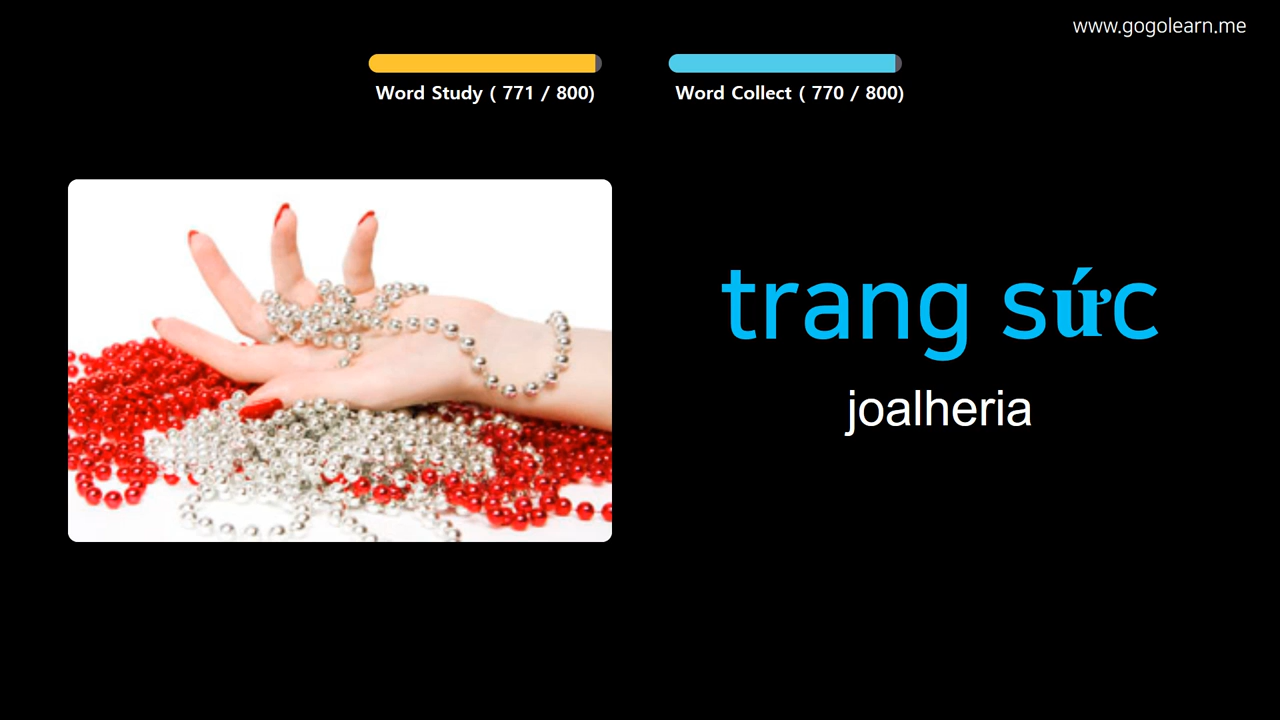 www.gogolearn.me
Word Study ( 771 / 800)
Word Collect ( 770 / 800)
trang sức
joalheria